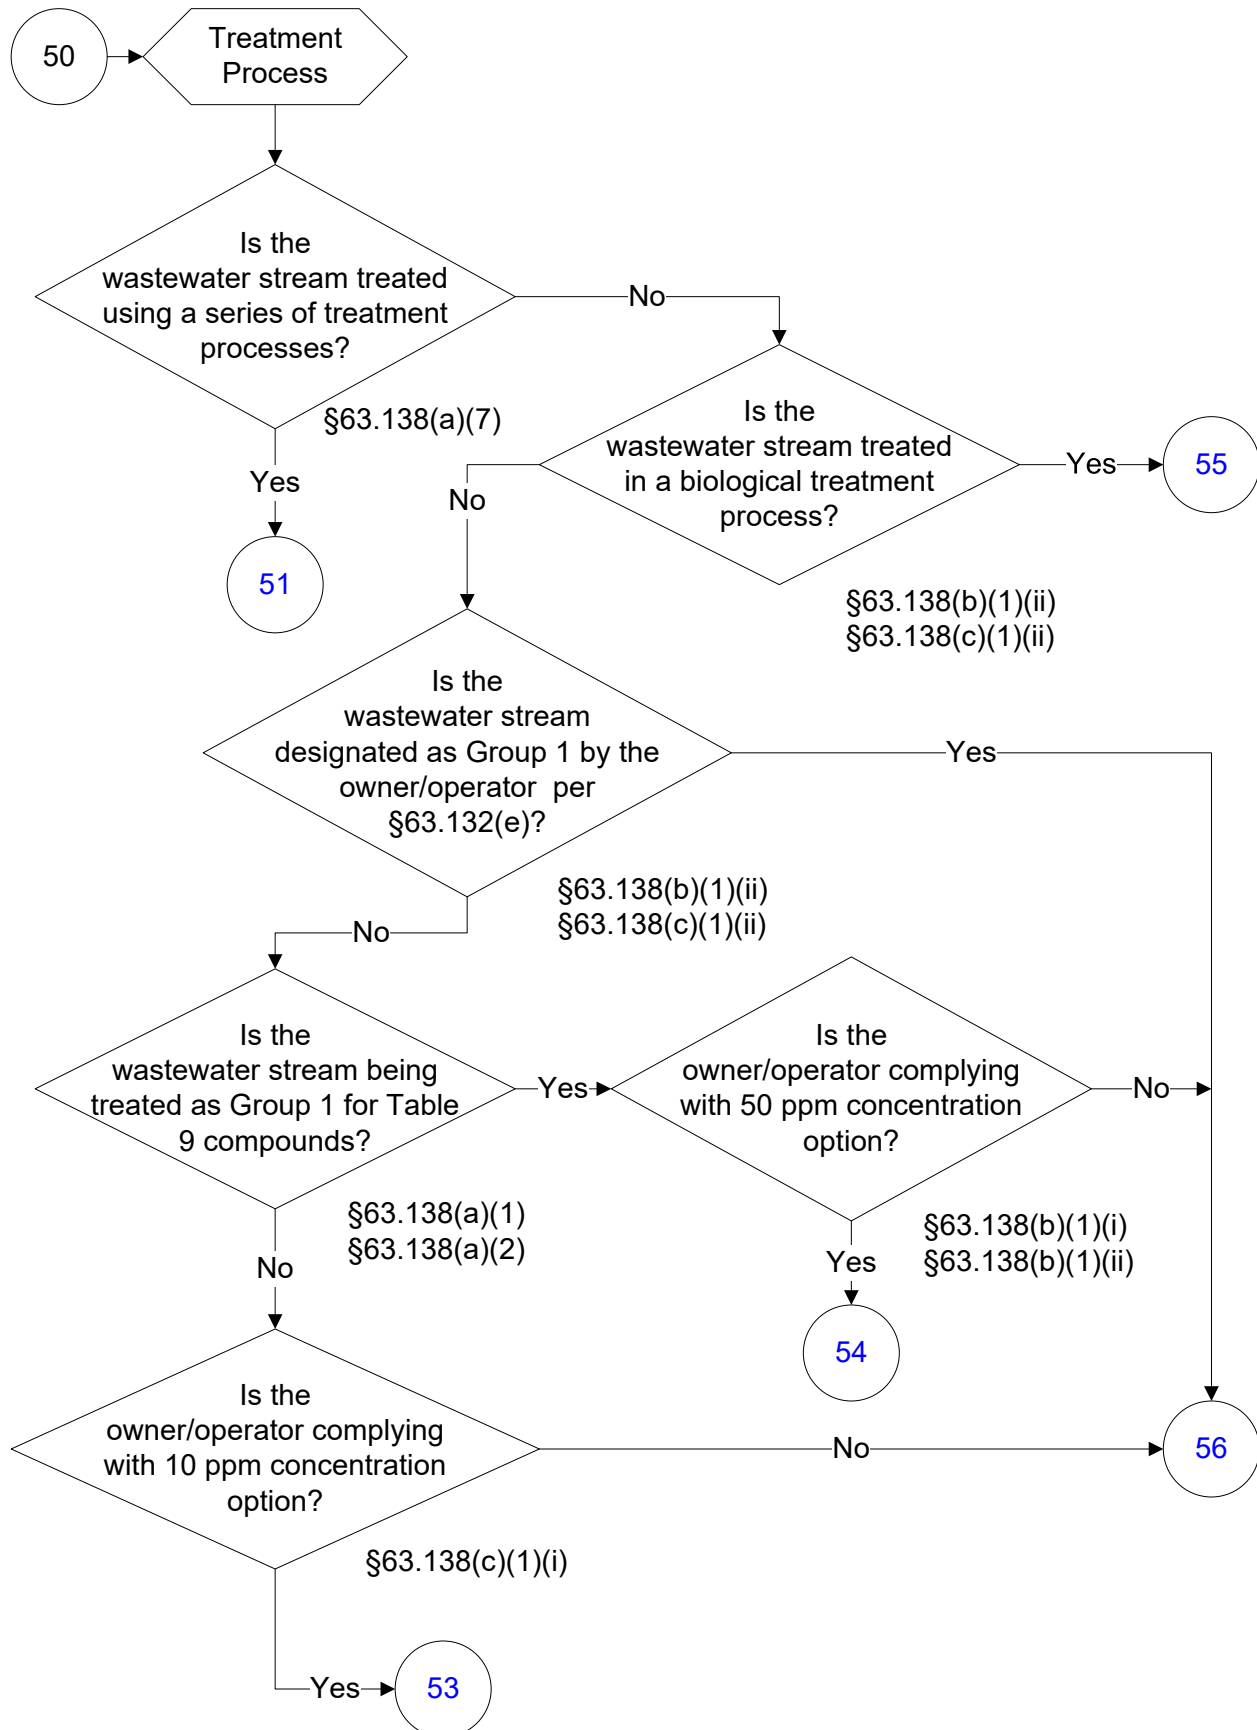 50
Treatment
Process
Is the
wastewater stream treated
using a series of treatment
processes?
No
§63.138(a)(7)
Yes
51
Is the
wastewater stream treated
in a biological treatment
process?
Yes
55
No
§63.138(b)(1)(ii)
§63.138(c)(1)(ii)
Is the
wastewater stream
designated as Group 1 by the
owner/operator  per
§63.132(e)?
Yes
§63.138(b)(1)(ii)
§63.138(c)(1)(ii)
No
Is the
wastewater stream being
treated as Group 1 for Table
9 compounds?
Yes
§63.138(a)(1)
§63.138(a)(2)
No
Is the
owner/operator complying
with 50 ppm concentration
option?
No
§63.138(b)(1)(i)
§63.138(b)(1)(ii)
Yes
54
Is the
owner/operator complying
with 10 ppm concentration
option?
No
56
§63.138(c)(1)(i)
Yes
53